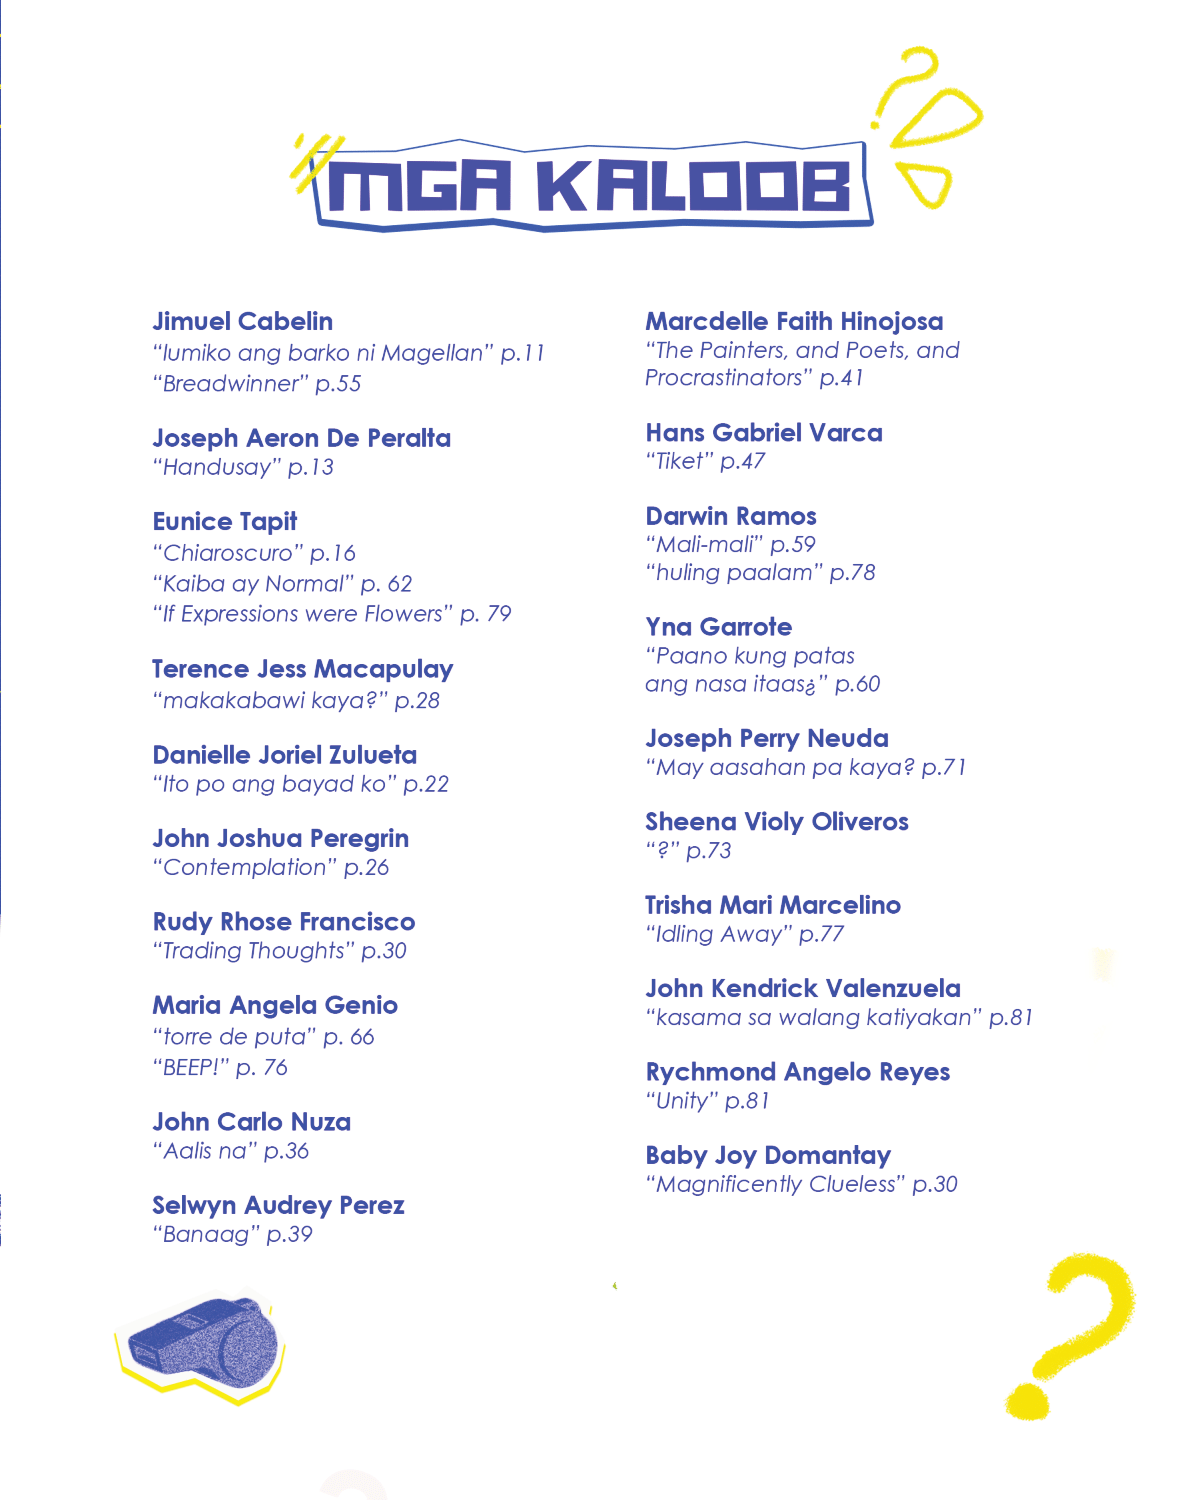 MGA KALOOB
Jimuel Cabelin
“lumiko ang barko ni Magellan” p.11
“Breadwinner” p.55
Joseph Aeron De Peralta
“Handusay” p.13
Eunice Tapit
“Chiaroscuro” p.16
“Kaiba ay Normal” p. 62
“If Expressions were Flowers” p. 79
Terence Jess Macapulay
“makakabawi kaya?” p.28
Danielle Joriel Zulueta
“Ito po ang bayad ko” p.22
John Joshua Peregrin
“Contemplation” p.26
Rudy Rhose Francisco
“Trading Thoughts” p.30
Maria Angela Genio
“torre de puta” p. 66
“BEEP!” p. 76
John Carlo Nuza
“Aalis na” p.36
Selwyn Audrey Perez
“Banaag” p.39
Marcdelle Faith Hinojosa
“The Painters, and Poets, and
Procrastinators” p.41
Hans Gabriel Varca
“Tiket” p.47
Darwin Ramos
“Mali-mali” p.59
“huling paalam” p.78
Yna Garrote
“Paano kung patas
ang nasa itaas¿” p.60
Joseph Perry Neuda
“May aasahan pa kaya? p.71
Sheena Violy Oliveros
“?” p.73
Trisha Mari Marcelino
“Idling Away” p.77
John Kendrick Valenzuela
“kasama sa walang katiyakan” p.81
Rychmond Angelo Reyes
“Unity” p.81
Baby Joy Domantay
“Magnificently Clueless” p.30